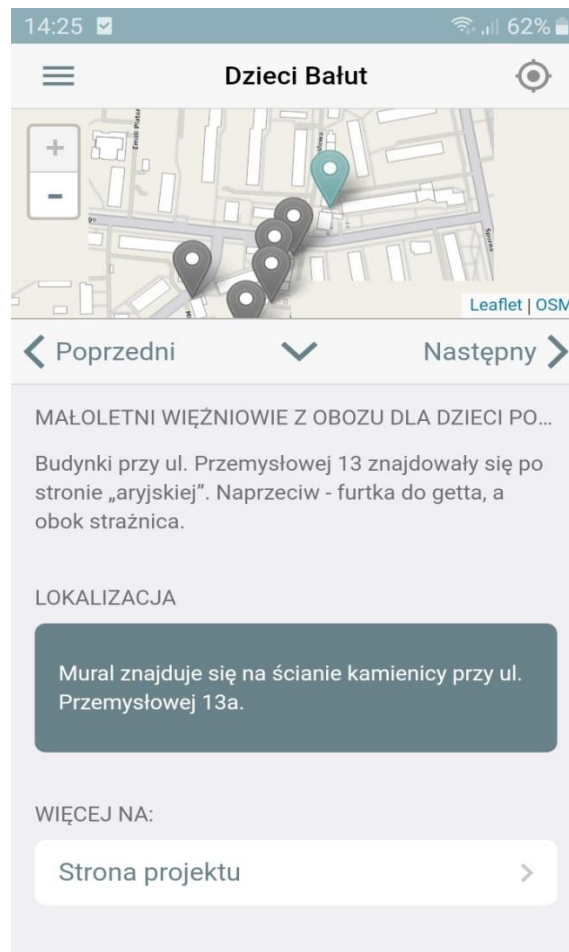 14:25
62%
Dzieci Bałut
+
-
Leaflet | OSM
Poprzedni
Następny
MAŁOLETNI WIĘŹNIOWIE Z OBOZU DLA DZIECI PO...
Budynki przy ul. Przemysłowej 13 znajdowały się po
stronie „aryjskiej”. Naprzeciw - furtka do getta, a
obok strażnica.
LOKALIZACJA
Mural znajduje się na ścianie kamienicy przy ul.
Przemysłowej 13a.
WIĘCEJ NA:
Strona projektu